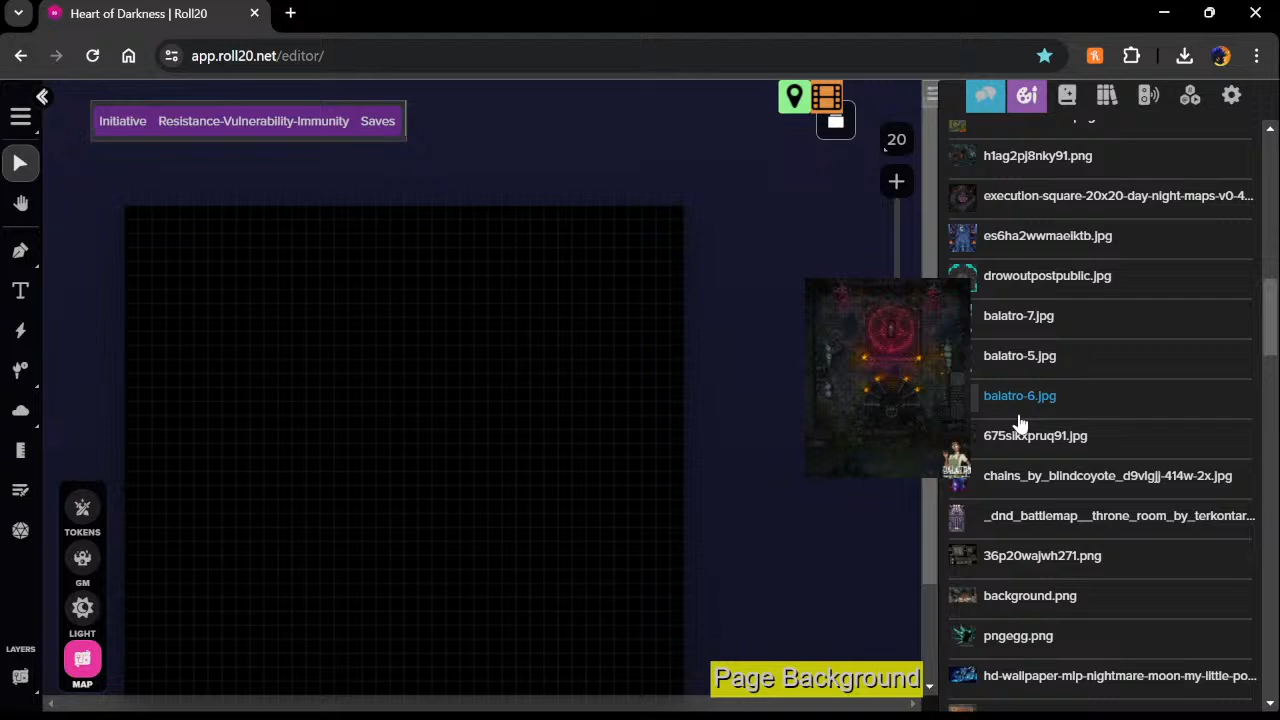 Heart of Darkness | Roll20
app.roll20.net/editor/
Initiative Resistance-Vulnerability-Immunity Saves
20
h1ag2pj8nky91.png
execution-square-20x20-day-night-maps-v0-4...
es6ha2wwmaelktb.jpg
drowoutpostpublic.jpg
balatro-7.jpg
balatro-5.jpg
balatro-6.jpg
BALATRO
chains_by_blindcoyote_d9vlgjj-414w-2x.jpg
_dnd_battlemap__throne_room_by_terkontar...
36p20wajwh271.png
background.png
pngegg.png
hd-wallpaper-mlp-nightmare-moon-my-little-po...
TOKENS
GM
LIGHT
LAYERS
MAP
Page Background